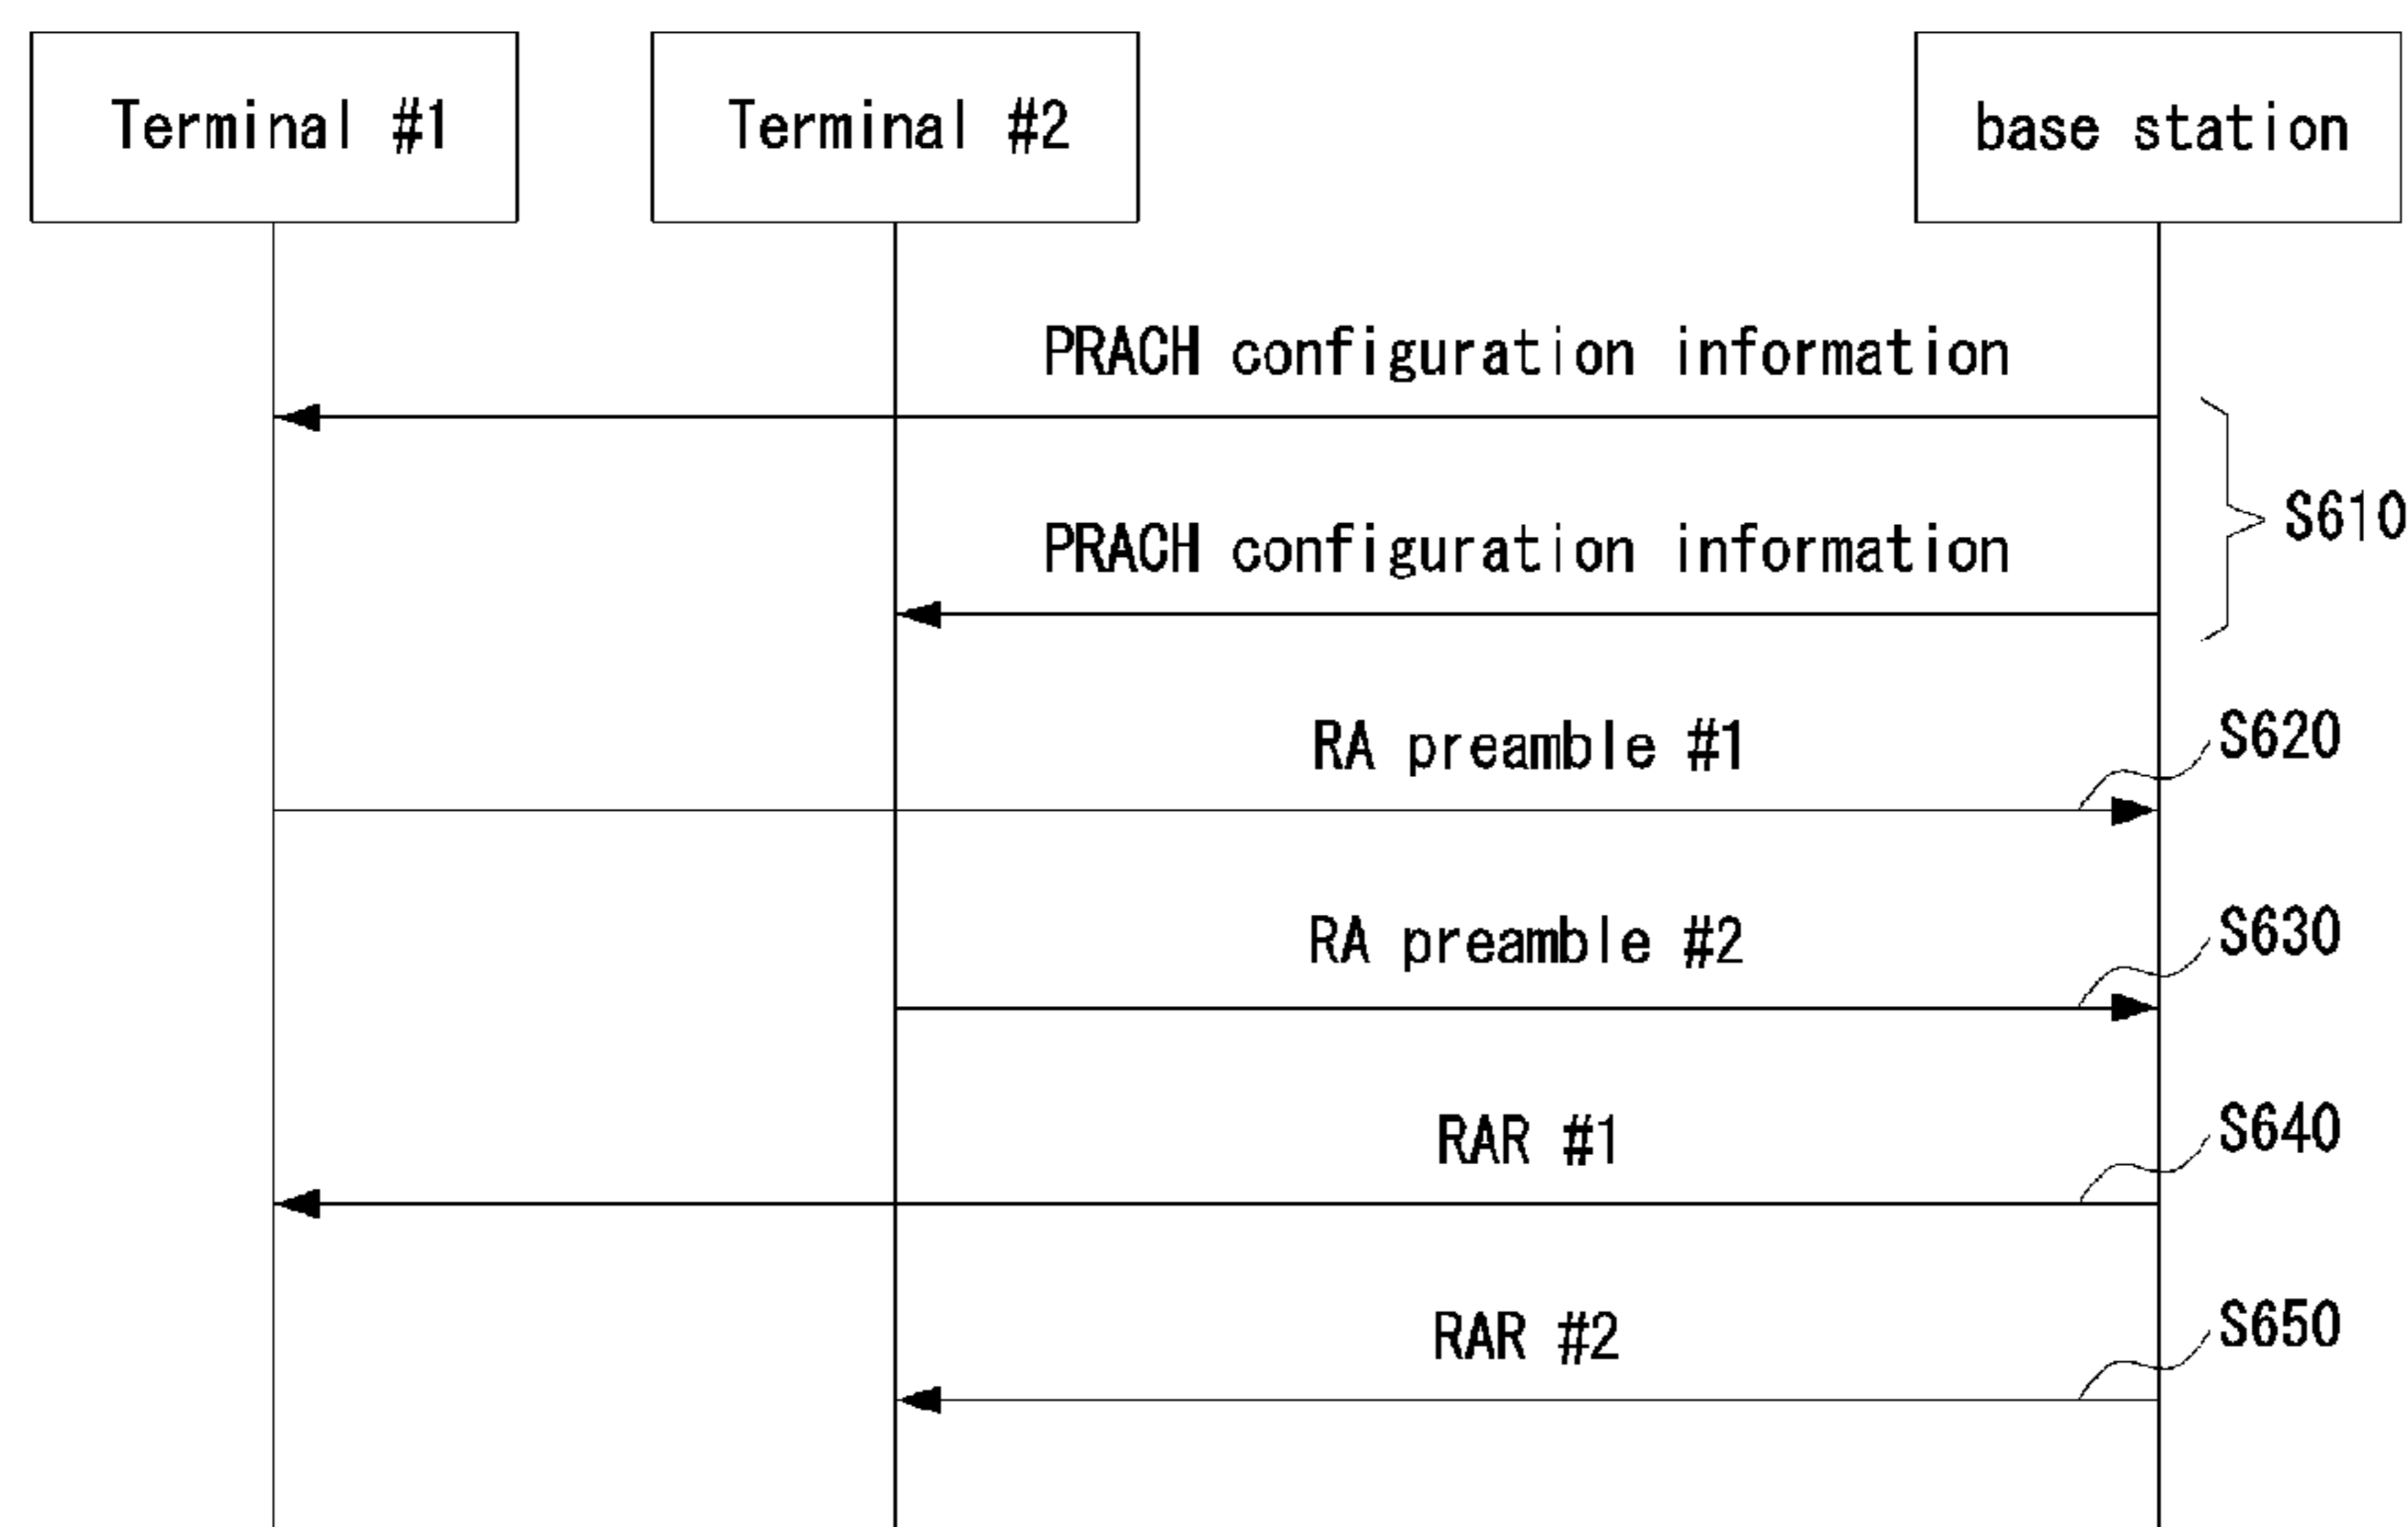 Terminal #1
Terminal #2
base station
PRACH configuration information
PRACH configuration information
S610
RA preamble #1
S620
RA preamble #2
S630
RAR #1
S640
RAR #2
S650